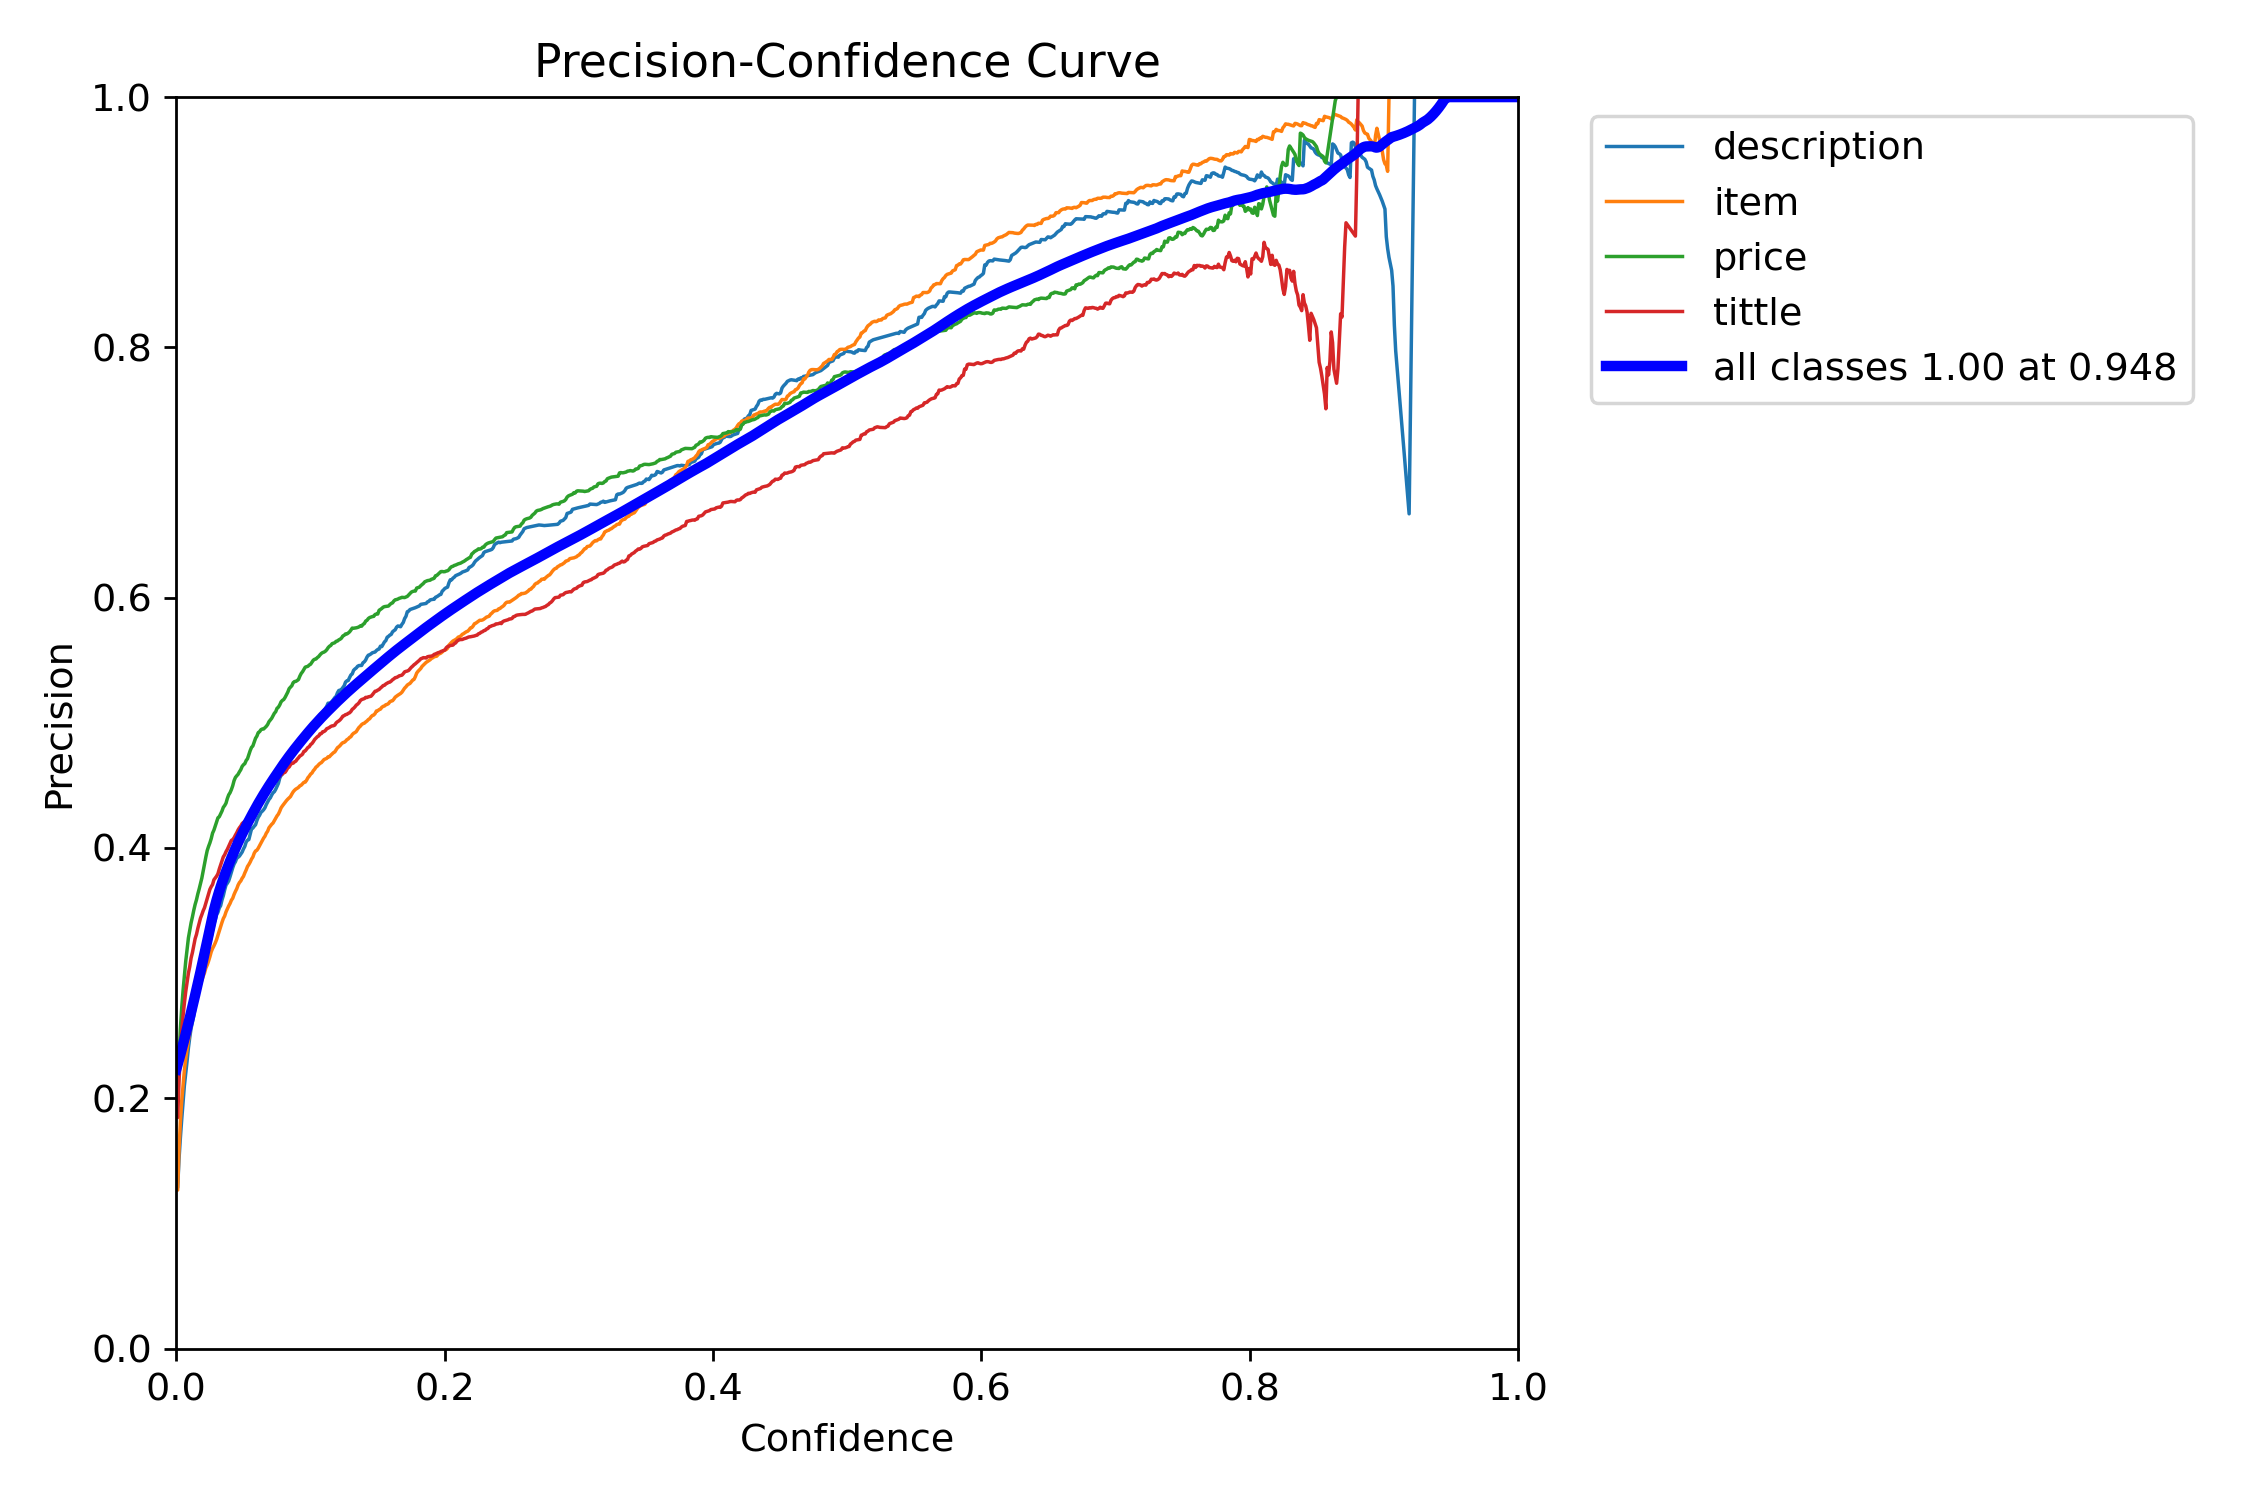 Precision-Confidence Curve
1.0
0.8
0.6
0.4
0.2
0.0
Precision
0.0 0.2 0.4 0.6 0.8 1.0
Confidence
description
item
price
tittle
all classes 1.00 at 0.948